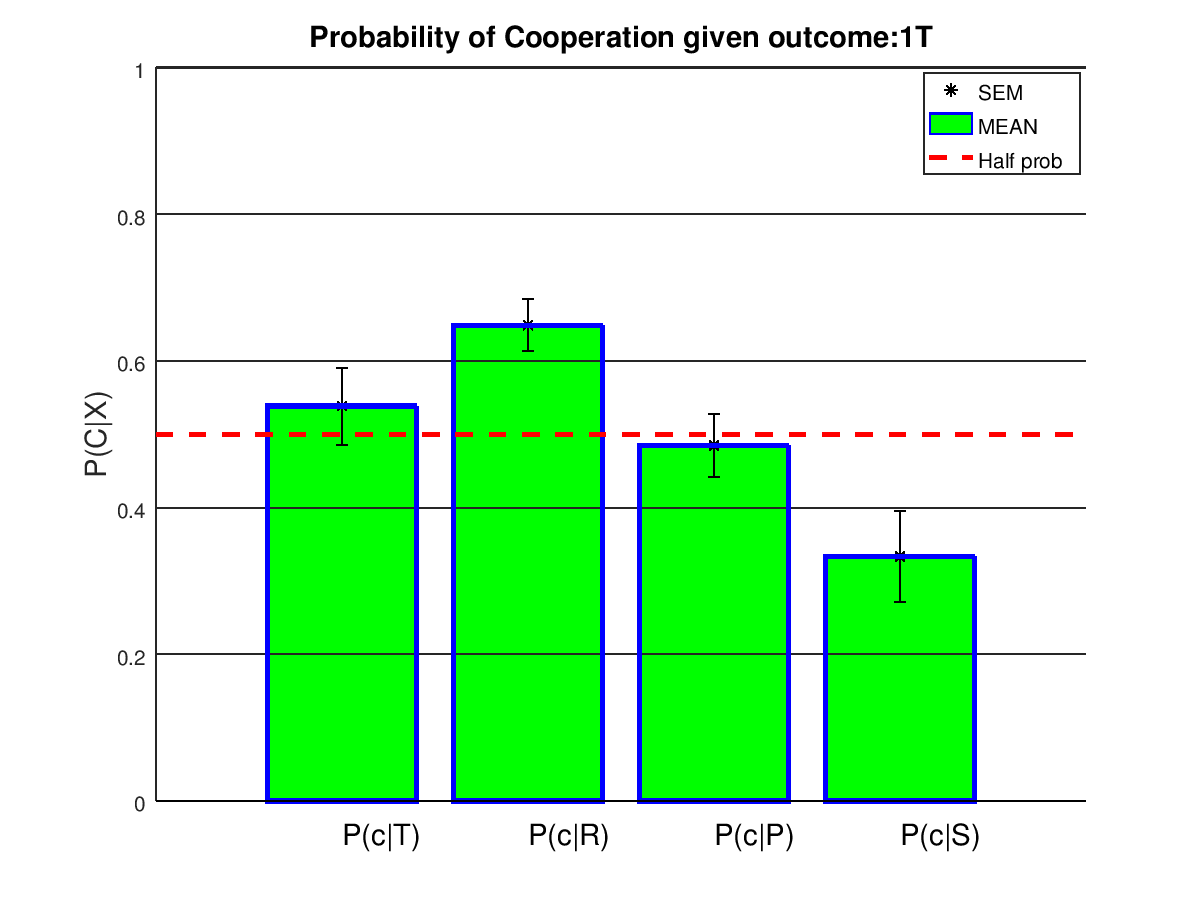 Probability of Cooperation given outcome:1T
SEM
MEAN
Half prob
P(C|X)
1
0.8
0.6
0.4
0.2
0
P(c|T)
P(c|R)
P(c|P)
P(c|S)